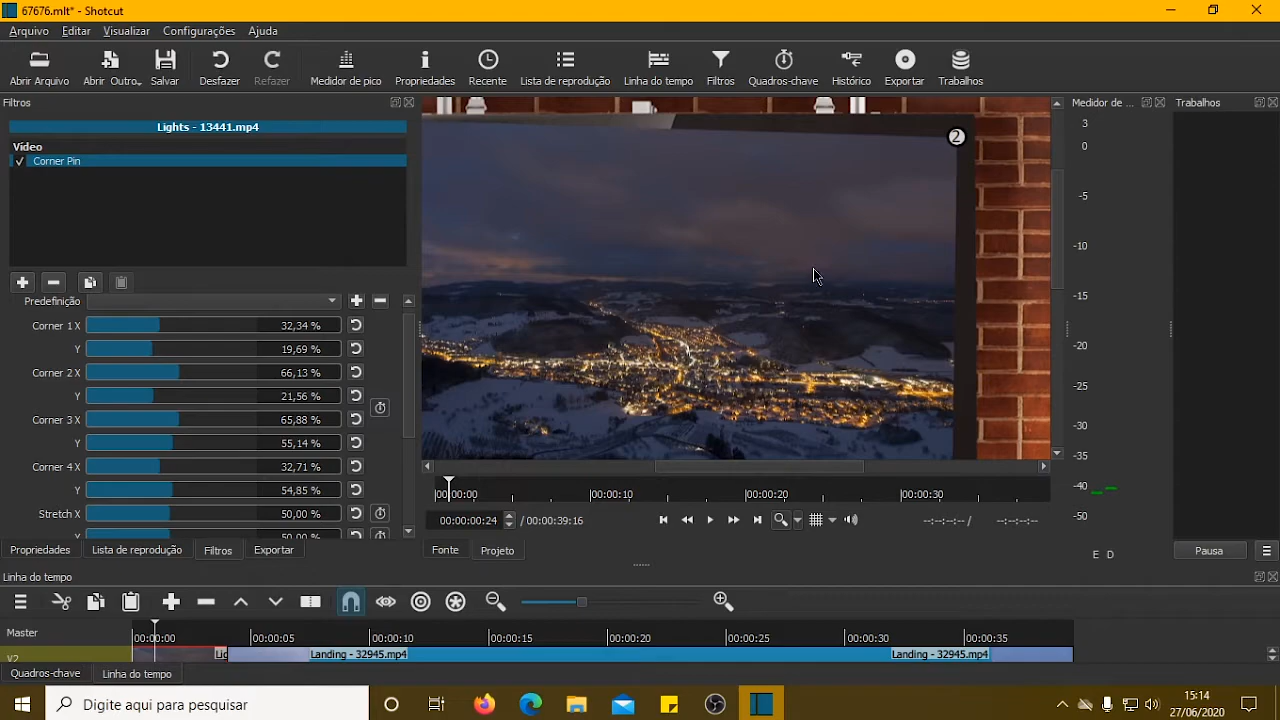 67676.mlt* - Shotcut
Arquivo Editar Visualizar Configurações Ajuda
Abrir Arquivo Abrir Outro... Salvar Desfazer Refazer Medidor de pico Propriedades Recente Lista de reprodução Linha do tempo Filtros Quadros-chave Histórico Exportar Trabalhos
Filtros
Medidor de ...
Trabalhos
Lights - 13441.mp4
Vídeo
Corner Pin
Predefinição
Corner 1 X 32,34 %
Y 19,69 %
Corner 2 X 66,13 %
Y 21,56 %
Corner 3 X 65,88 %
Y 55,14 %
Corner 4 X 32,71 %
Y 54,85 %
Stretch X 50,00 %
Y 50,00 %
2
3
0
-5
-10
-15
-20
-25
-30
-35
-40
-50
E D
00:00:00 00:00:10 00:00:20 00:00:30
00:00:00:24 / 00:00:39:16 --:--:--:-- / --:--:--:--
Propriedades Lista de reprodução Filtros Exportar
Fonte Projeto
Pausa
Linha do tempo
Master 00:00:00 00:00:05 00:00:10 00:00:15 00:00:20 00:00:25 00:00:30 00:00:35
V2 Lic Landing - 32945.mp4 Landing - 32945.mp4
Quadros-chave Linha do tempo
Digite aqui para pesquisar
15:14
27/06/2020